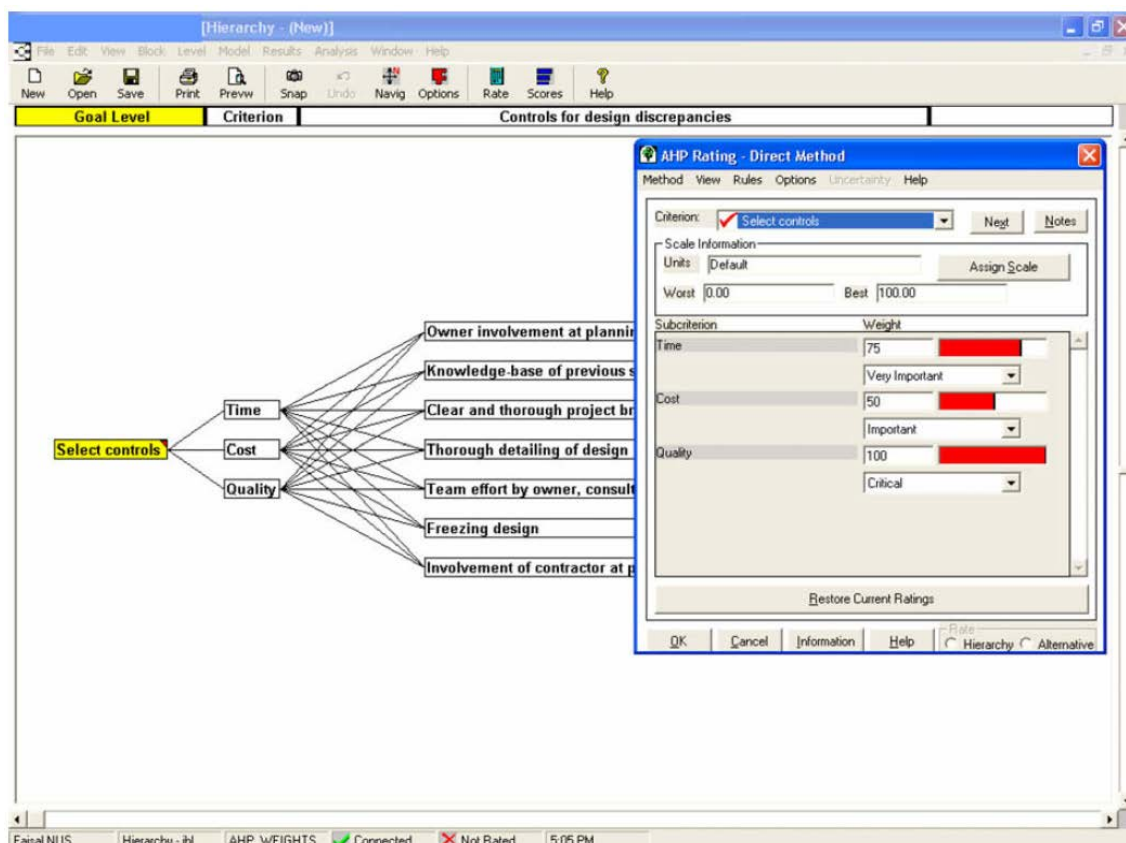 [Hierarchy - (New)]
File Edit View Block Level Model Results Analysis Window Help
New Open Save Print Prevw Snap Undo Navig Options Rate Scores Help
Goal Level Criterion Controls for design discrepancies
Select controls
Time
Cost
Quality
Owner involvement at plannin
Knowledge-base of previous s
Clear and thorough project br
Thorough detailing of design
Team effort by owner, consult
Freezing design
Involvement of contractor at p
AHP Rating - Direct Method
Method View Rules Options Uncertainty Help
Criterion: Select controls Next Notes
Scale Information
Units Default Assign Scale
Worst 0.00 Best 100.00
Subcriterion Weight
Time 75
Very Important
Cost 50
Important
Quality 100
Critical
Restore Current Ratings
Rate
OK Cancel Information Help Hierarchy Alternative
Faisal NUS Hierarchy - ibl AHP WEIGHTS Connected Not Rated 5:05 PM